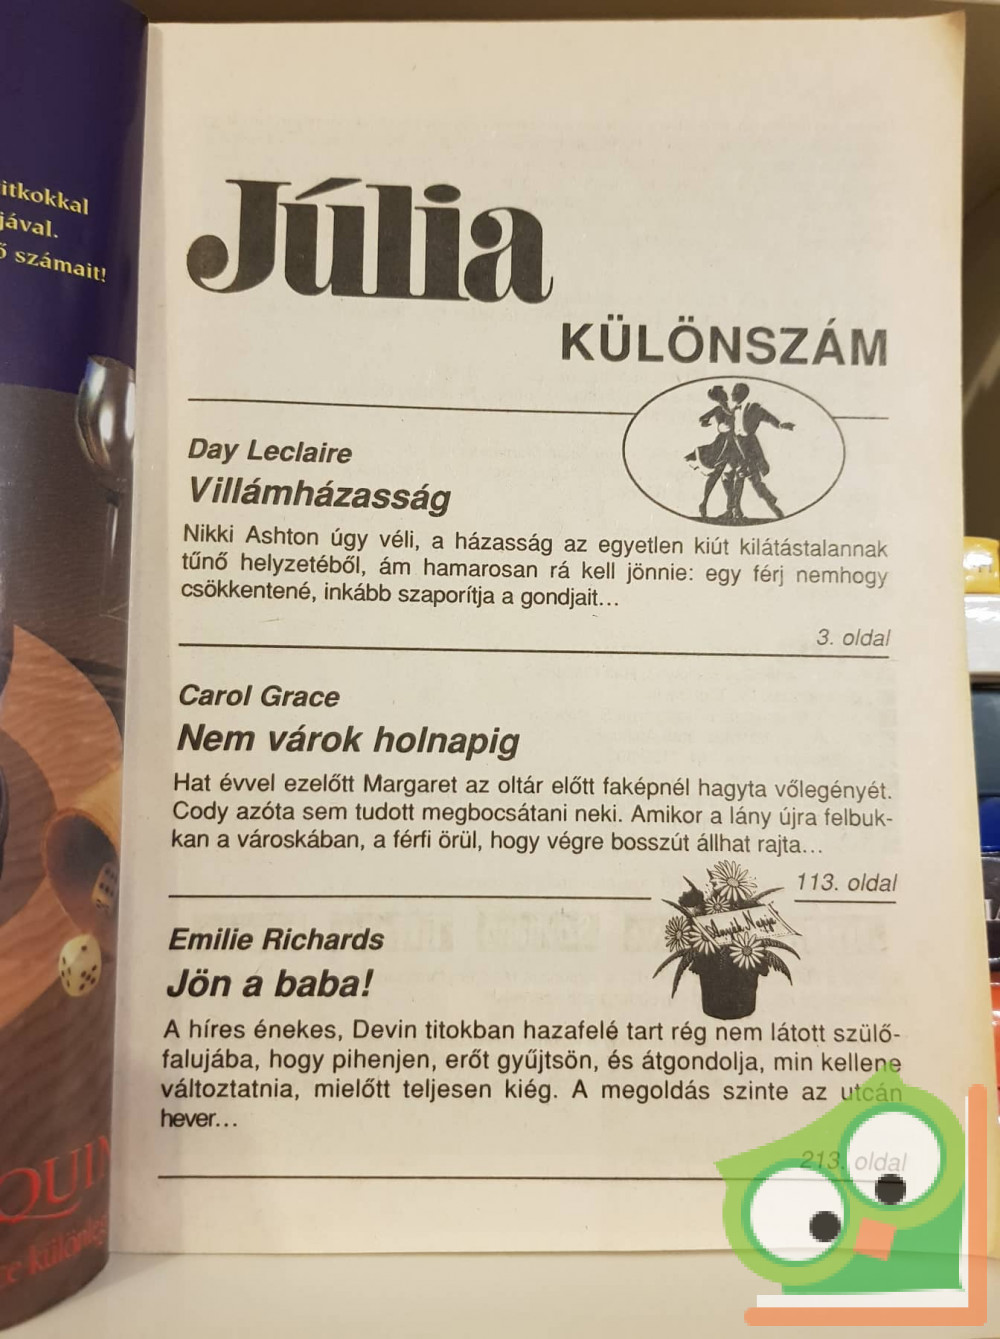 itkokkal
jával.
ő számait!
Júlia
KÜLÖNSZÁM
Day Leclaire
Villámházasság
Nikki Ashton úgy véli, a házasság az egyetlen kiút kilátástalannak
tűnő helyzetéből, ám hamarosan rá kell jönnie: egy férj nemhogy
csökkentené, inkább szaporítja a gondjait...
3. oldal
Carol Grace
Nem várok holnapig
Hat évvel ezelőtt Margaret az oltár előtt faképnél hagyta vőlegényét.
Cody azóta sem tudott megbocsátani neki. Amikor a lány újra felbuk-
kan a városkában, a férfi örül, hogy végre bosszút állhat rajta...
113. oldal
Anyák Napja
Emilie Richards
Jön a baba!
A híres énekes, Devin titokban hazafelé tart rég nem látott szülő-
falujába, hogy pihenjen, erőt gyűjtsön, és átgondolja, min kellene
változtatnia, mielőtt teljesen kiég. A megoldás szinte az utcán
hever...
213. oldal
QUIN